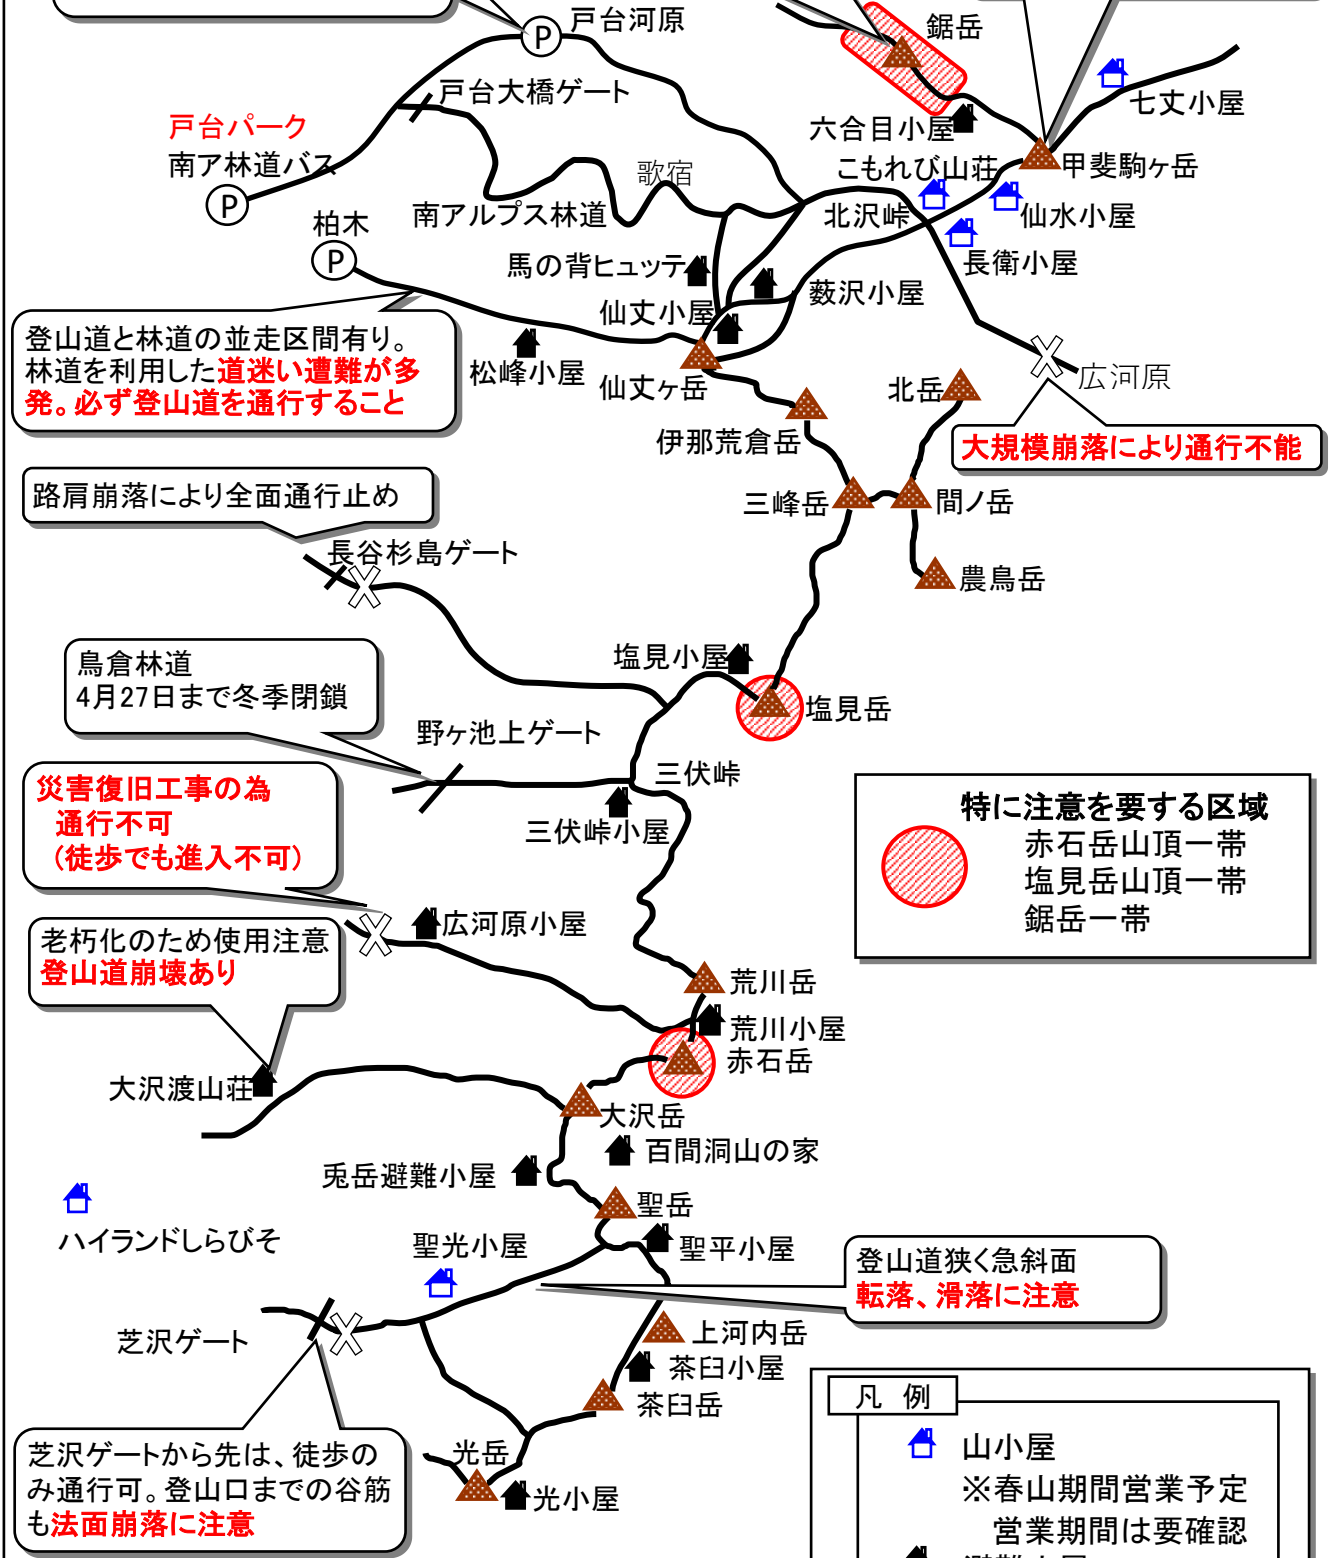 P
戸台河原
鋸岳
戸台大橋ゲート
七丈小屋
戸台パーク
南ア林道バス
P
六合目小屋
こもれび山荘
甲斐駒ヶ岳
歌宿
柏木
P
南アルプス林道
北沢峠
仙水小屋
馬の背ヒュッテ
長衛小屋
薮沢小屋
仙丈小屋
登山道と林道の並走区間有り。
林道を利用した道迷い遭難が多
発。必ず登山道を通行すること
松峰小屋
仙丈ヶ岳
北岳
広河原
伊那荒倉岳
大規模崩落により通行不能
路肩崩落により全面通行止め
三峰岳
間ノ岳
長谷杉島ゲート
農鳥岳
鳥倉林道
4月27日まで冬季閉鎖
塩見小屋
塩見岳
野ヶ池上ゲート
三伏峠
災害復旧工事の為
通行不可
(徒歩でも進入不可)
三伏峠小屋
特に注意を要する区域
赤石岳山頂一帯
塩見岳山頂一帯
鋸岳一帯
広河原小屋
老朽化のため使用注意
登山道崩壊あり
荒川岳
荒川小屋
赤石岳
大沢渡山荘
大沢岳
百間洞山の家
兎岳避難小屋
聖岳
ハイランドしらびそ
聖光小屋
聖平小屋
登山道狭く急斜面
転落、滑落に注意
芝沢ゲート
上河内岳
茶臼小屋
茶臼岳
芝沢ゲートから先は、徒歩の
み通行可。登山口までの谷筋
も法面崩落に注意
光岳
光小屋
凡 例
山小屋
※春山期間営業予定
営業期間は要確認